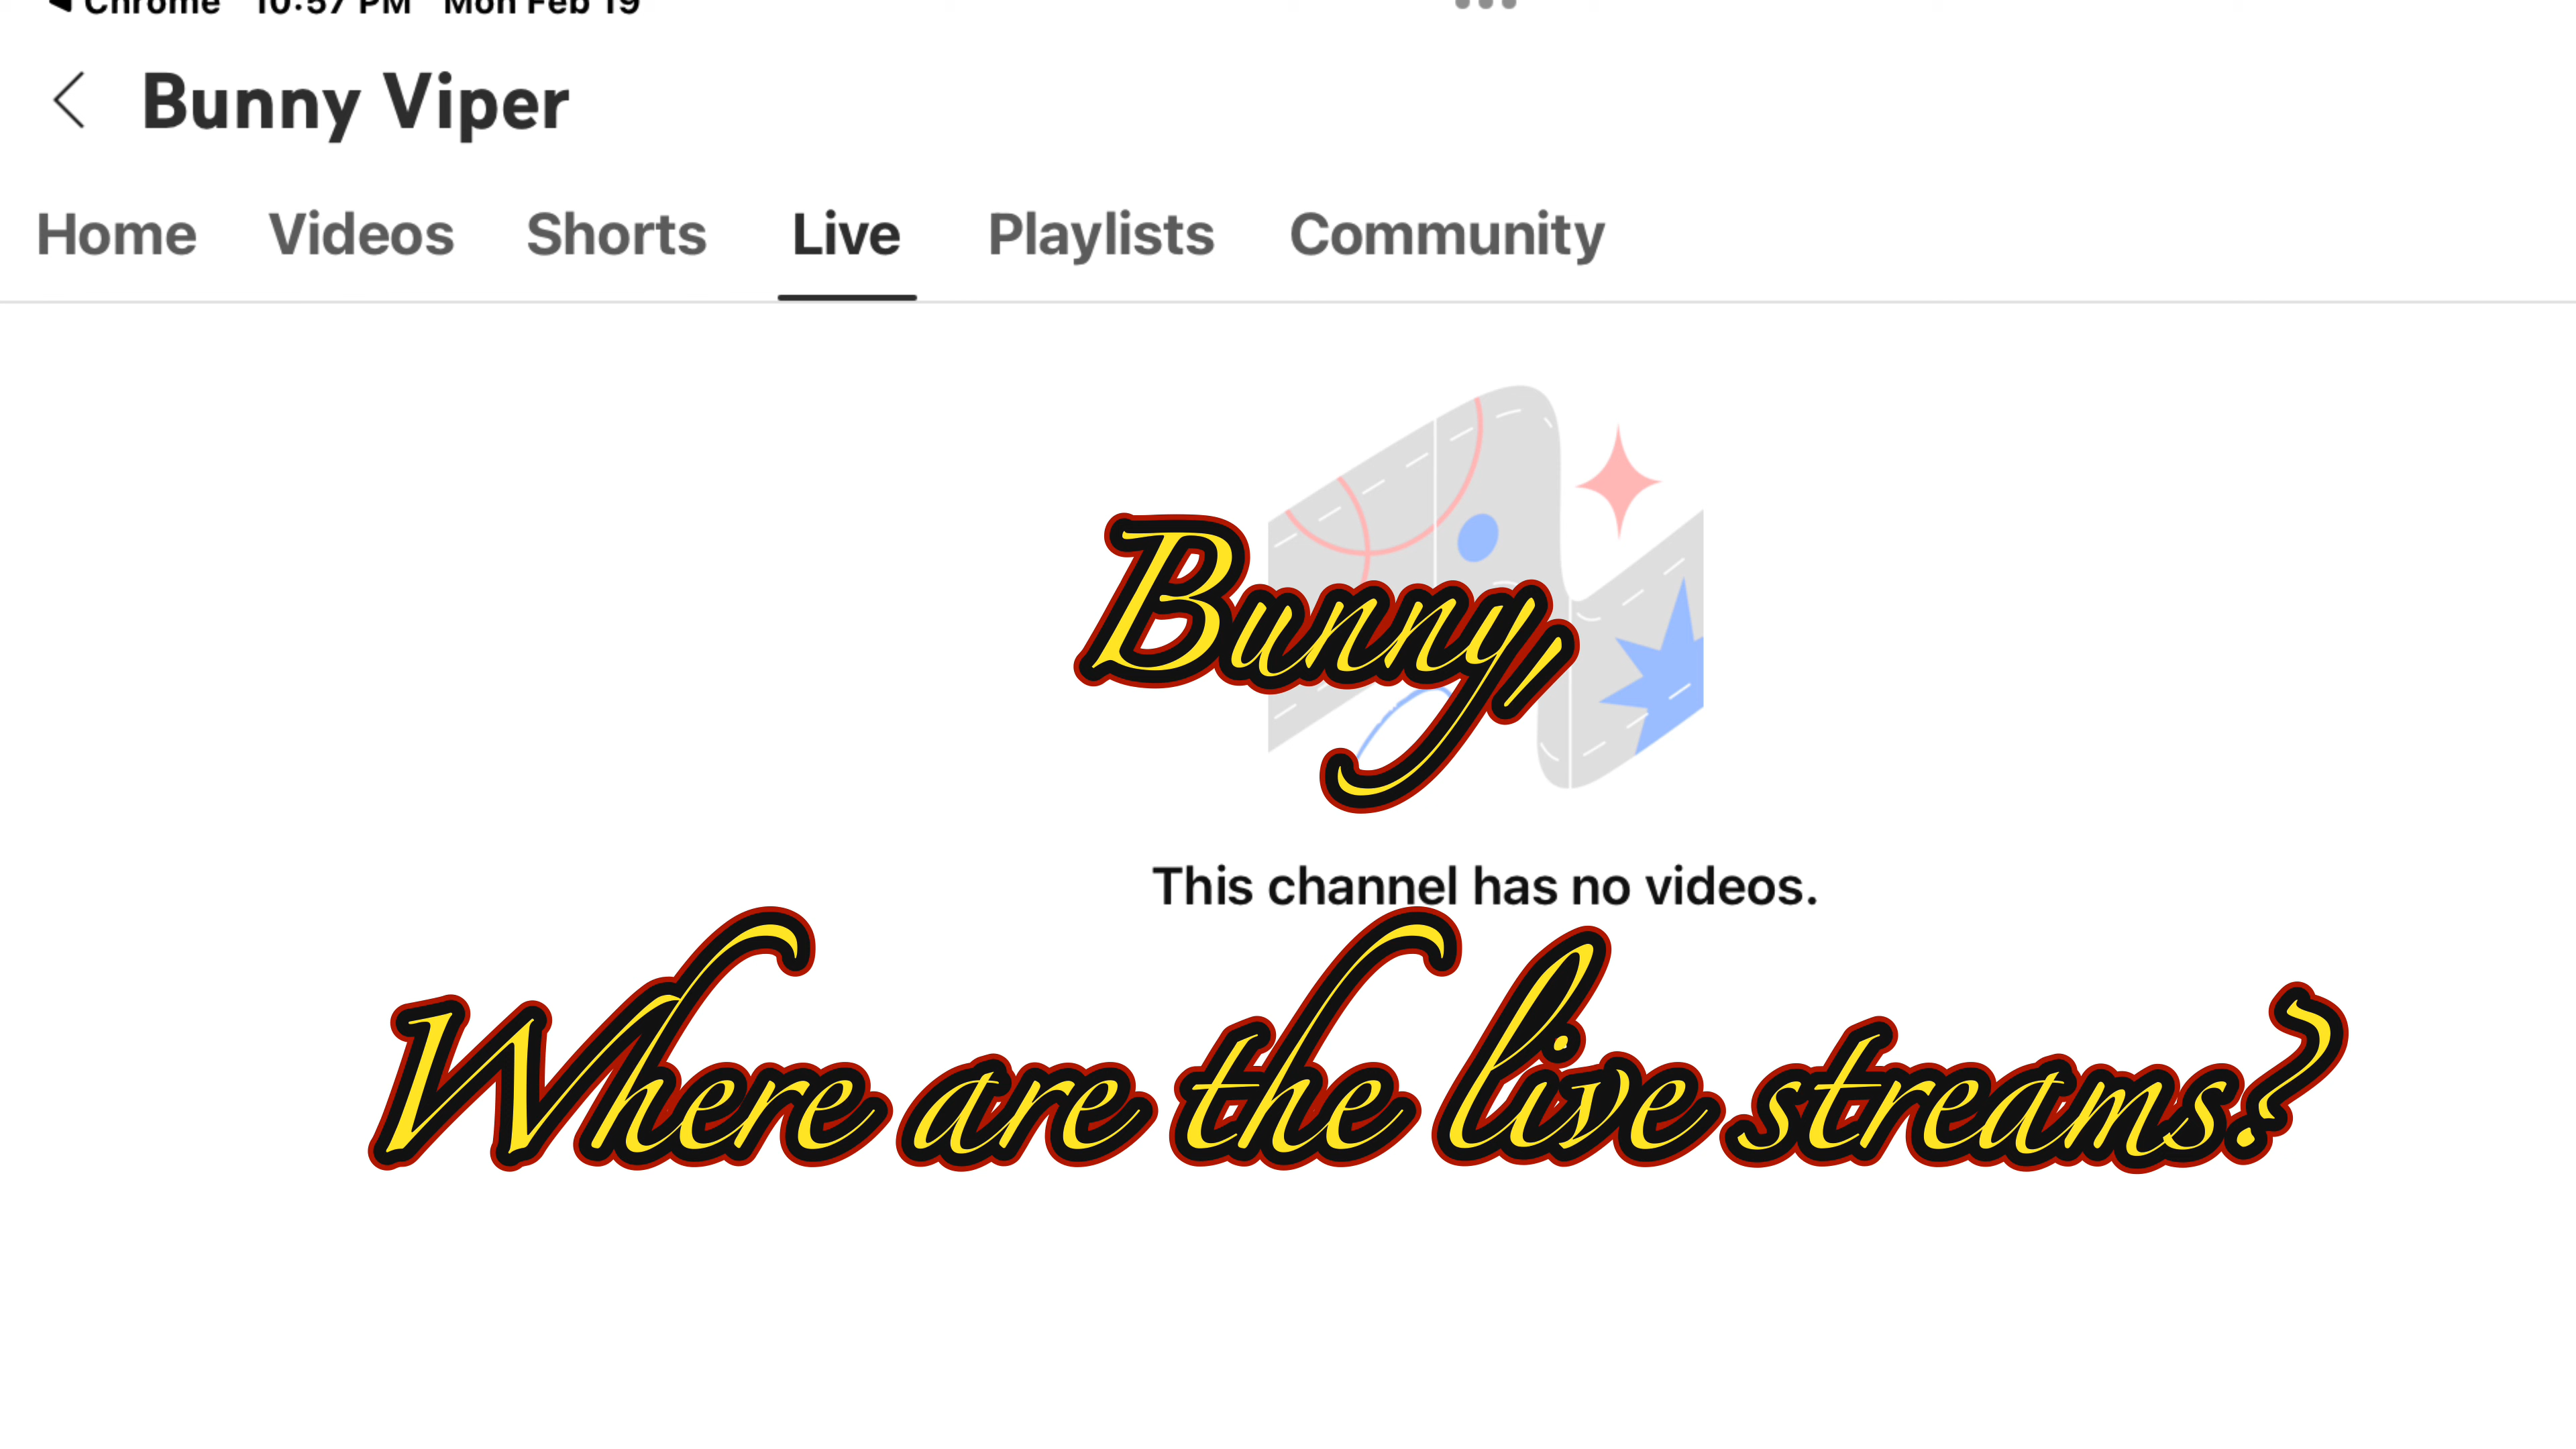 Chrome 10:57 PM Mon Feb 19
Bunny Viper
Home Videos Shorts Live Playlists Community
Bunny,
This channel has no videos.
Where are the live streams?